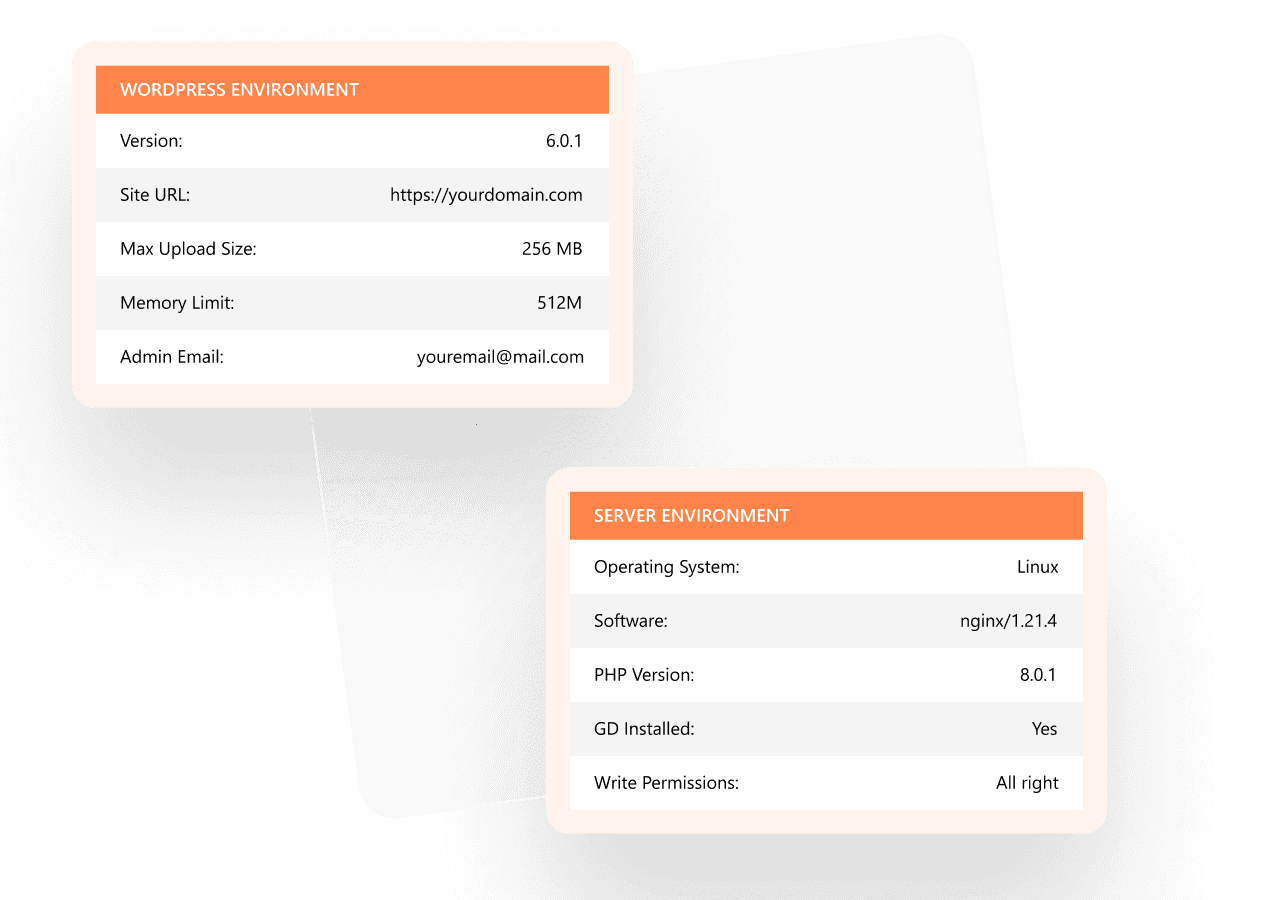 WORDPRESS ENVIRONMENT
Version: 6.0.1
Site URL: https://yourdomain.com
Max Upload Size: 256 MB
Memory Limit: 512M
Admin Email: youremail@mail.com
SERVER ENVIRONMENT
Operating System: Linux
Software: nginx/1.21.4
PHP Version: 8.0.1
GD Installed: Yes
Write Permissions: All right